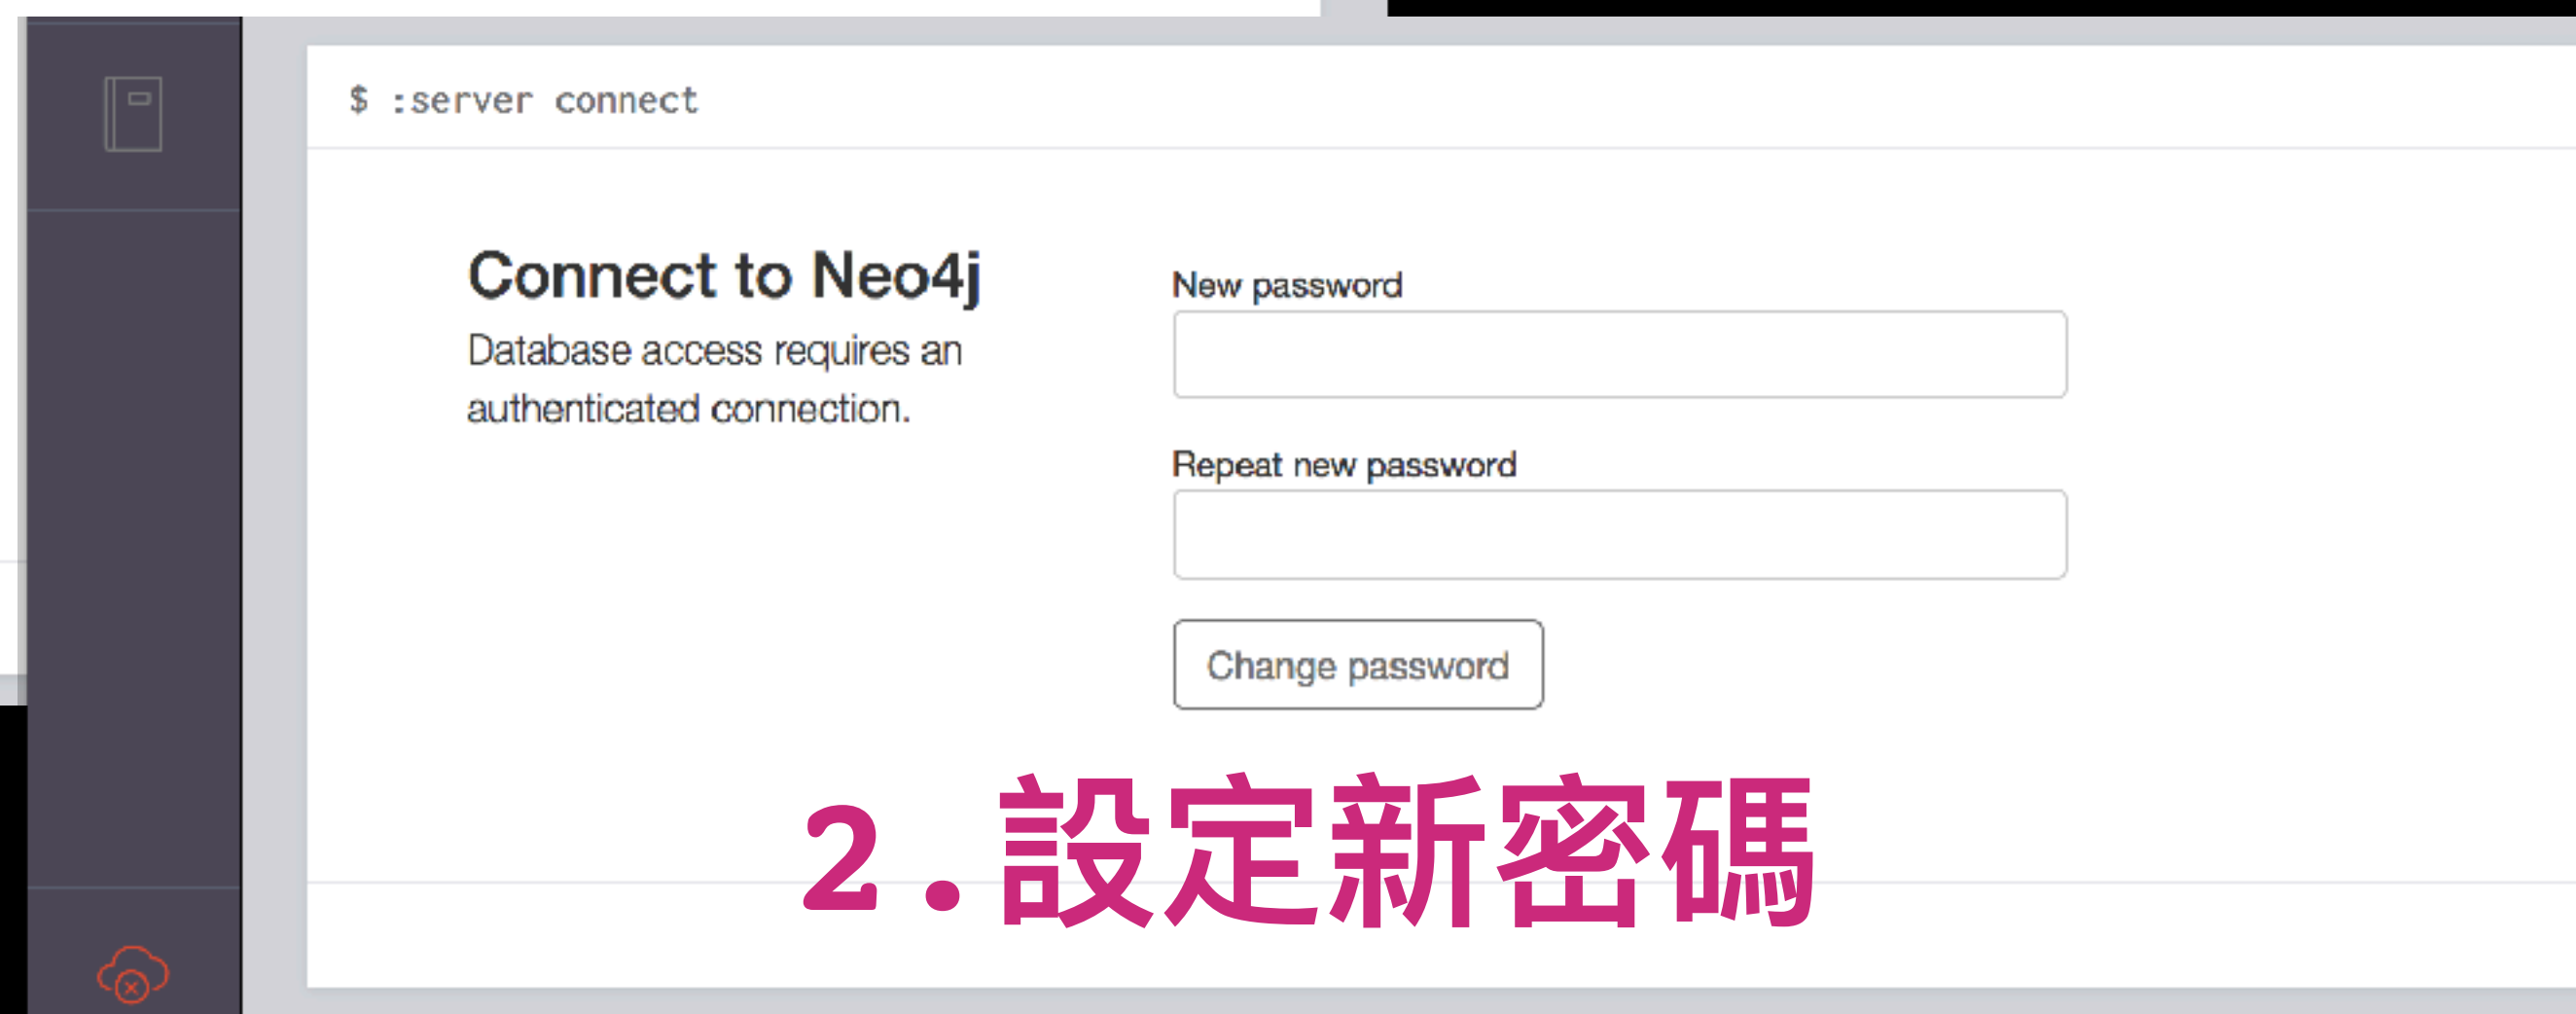 $ :server connect
Connect to Neo4j
Database access requires an
authenticated connection.
New password
Repeat new password
Change password
2.設定新密碼